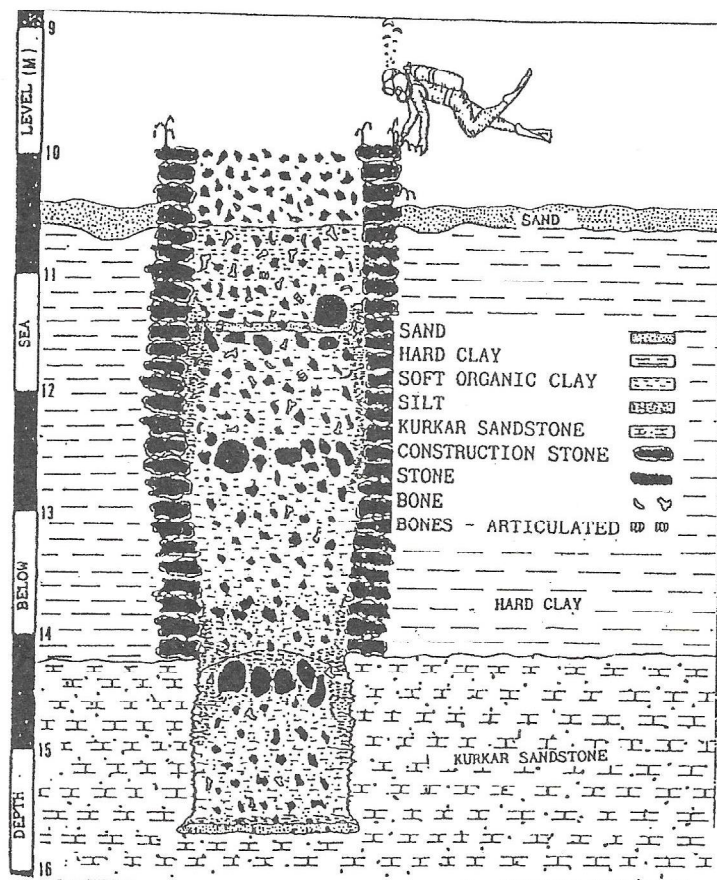 9
LEVEL (M)
10
SAND
11
SEA
SAND
HARD CLAY
SOFT ORGANIC CLAY
SILT
12
KURKAR SANDSTONE
CONSTRUCTION STONE
STONE
BONE
13
BONES - ARTICULATED
BELOW
HARD CLAY
14
15
KURKAR SANDSTONE
DEPTH
16